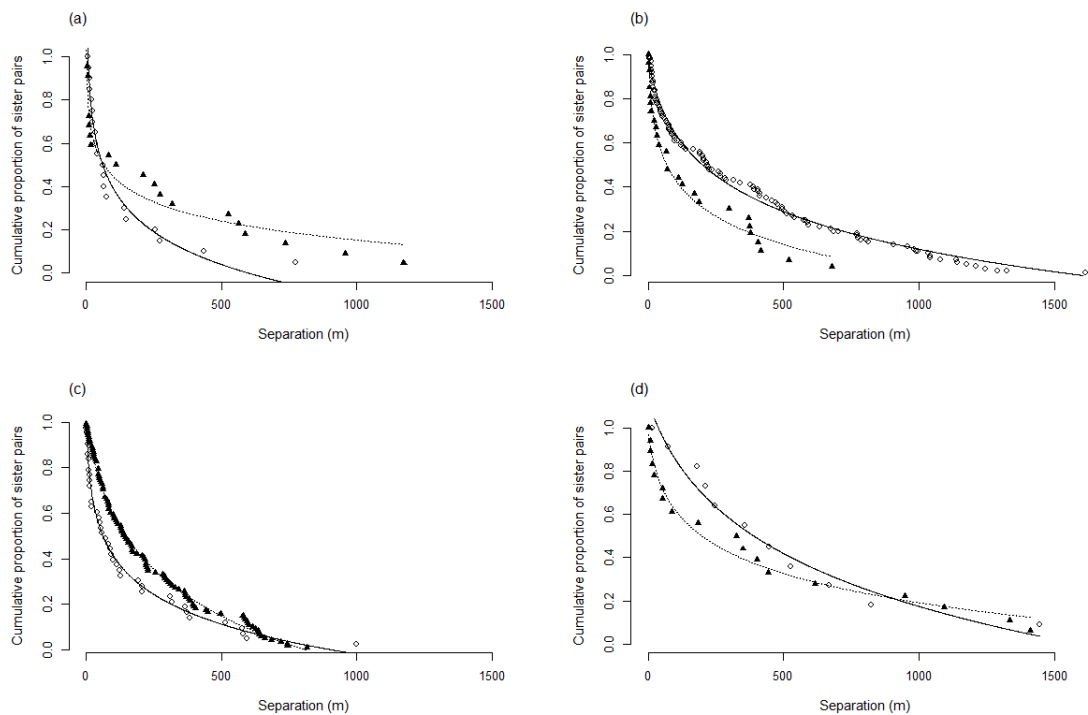 (a)
Cumulative proportion of sister pairs
0.0 0.2 0.4 0.6 0.8 1.0
0 500 1000 1500
Separation (m)
(b)
Cumulative proportion of sister pairs
0.0 0.2 0.4 0.6 0.8 1.0
0 500 1000 1500
Separation (m)
(c)
Cumulative proportion of sister pairs
0.0 0.2 0.4 0.6 0.8 1.0
0 500 1000 1500
Separation (m)
(d)
Cumulative proportion of sister pairs
0.0 0.2 0.4 0.6 0.8 1.0
0 500 1000 1500
Separation (m)